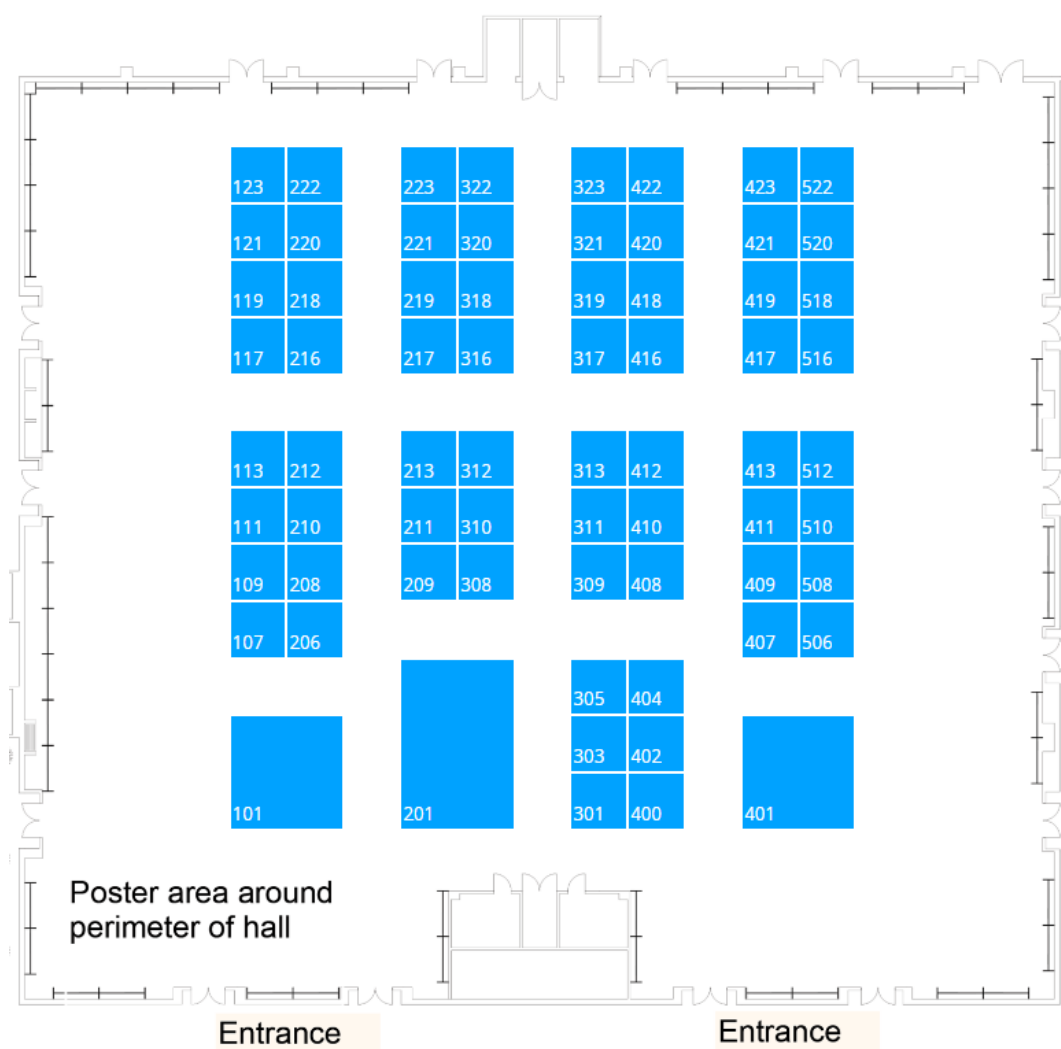 123 222 223 322 323 422 423 522
121 220 221 320 321 420 421 520
119 218 219 318 319 418 419 518
117 216 217 316 317 416 417 516
113 212 213 312 313 412 413 512
111 210 211 310 311 410 411 510
109 208 209 308 309 408 409 508
107 206 407 506
305 404
303 402
101 201 301 400 401
Poster area around
perimeter of hall
Entrance Entrance